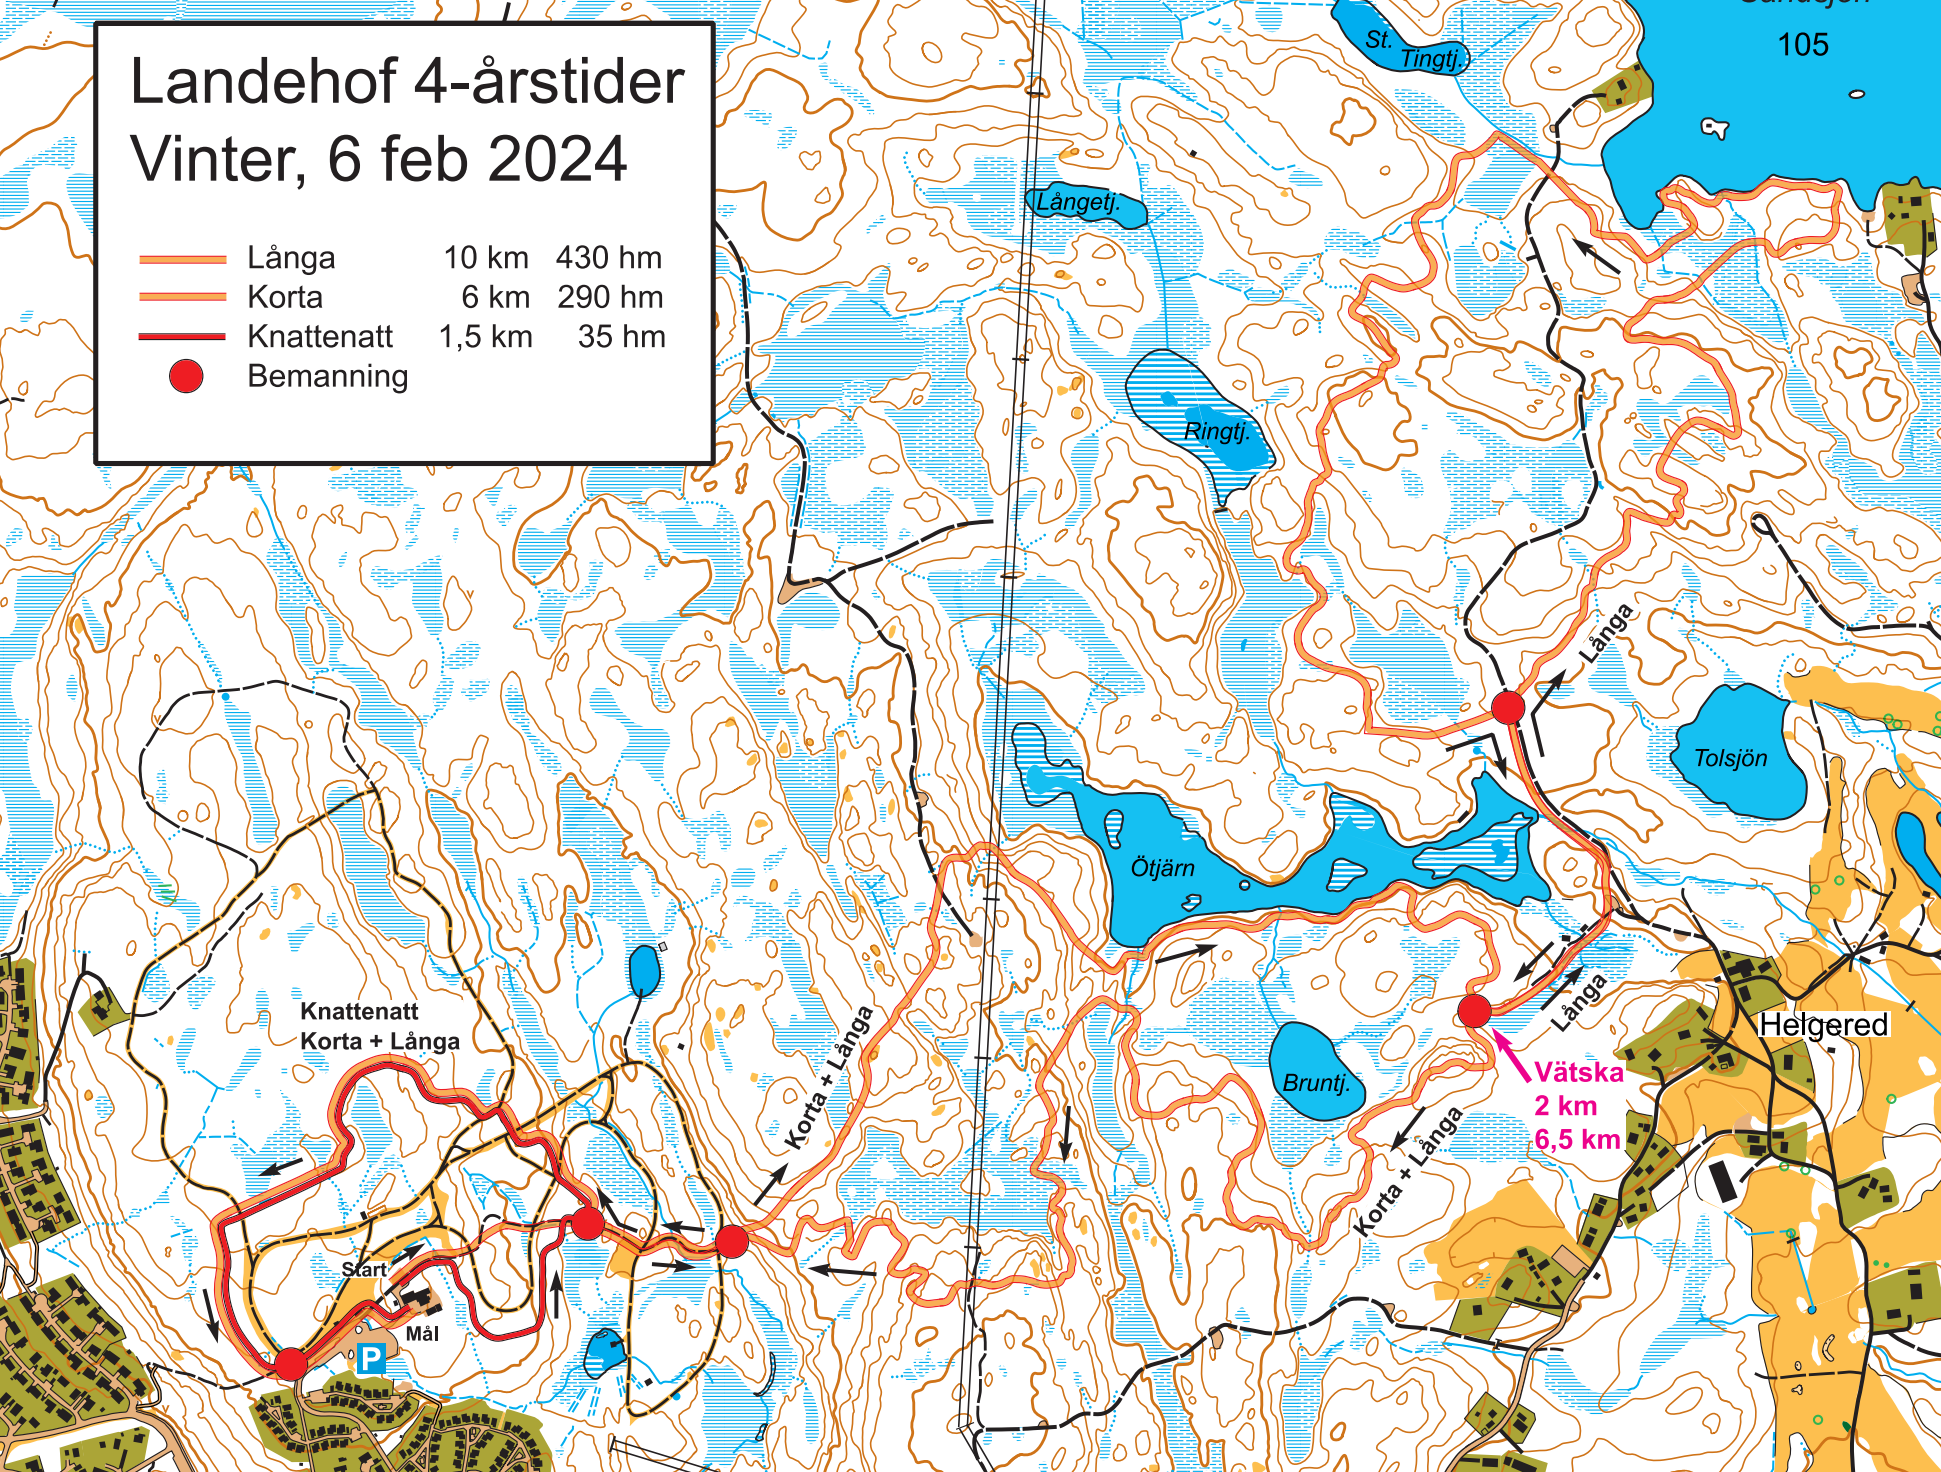 Landehof 4-årstider
Vinter, 6 feb 2024
Långa 10 km 430 hm
Korta 6 km 290 hm
Knattenatt 1,5 km 35 hm
Bemanning
105
St. Tingtj.
Långetj.
Ringtj.
Långa
Tolsjön
Ötjärn
Långa
Knattenatt
Korta + Långa
Korta + Långa
Helgered
Bruntj.
Vätska
2 km
6,5 km
Korta + Långa
Start
Mål
P